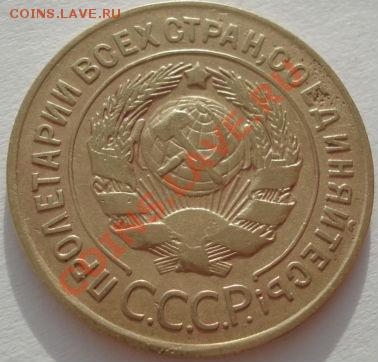 COINS.LAVE.RU
ПРОЛЕТАРИИ ВСЕХ СТРАН, СОЕДИНЯЙТЕСЬ!
С.С.С.Р.
COINS.LAVE.RU